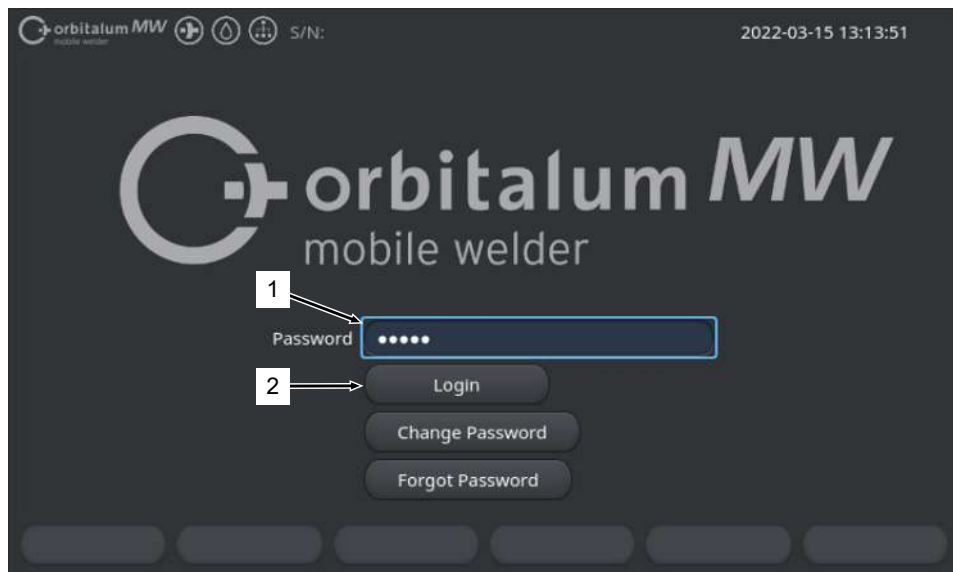 orbitalum MW S/N: 2022-03-15 13:13:51
mobile welder
orbitalum MW
mobile welder
1
Password •••••
2 Login
Change Password
Forgot Password